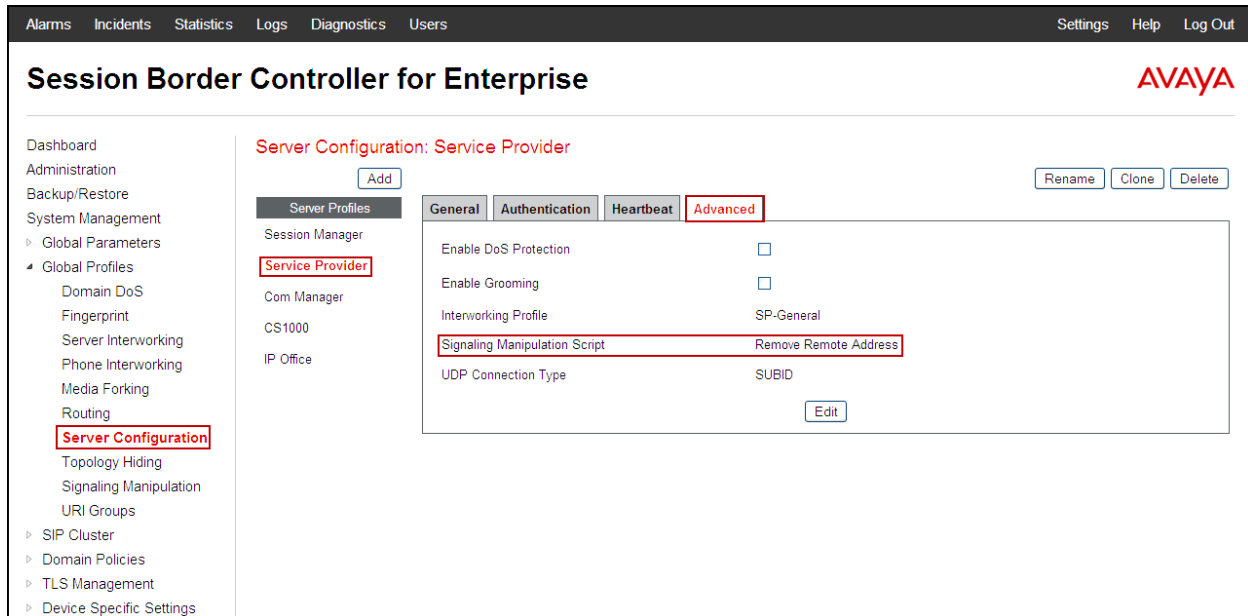 Alarms Incidents Statistics Logs Diagnostics Users Settings Help Log Out
Session Border Controller for Enterprise
AVAYA
Dashboard
Administration
Backup/Restore
System Management
Global Parameters
Global Profiles
Domain DoS
Fingerprint
Server Interworking
Phone Interworking
Media Forking
Routing
Server Configuration
Topology Hiding
Signaling Manipulation
URI Groups
SIP Cluster
Domain Policies
TLS Management
Device Specific Settings
Server Configuration: Service Provider
Add
Rename Clone Delete
Server Profiles
Session Manager
Service Provider
Com Manager
CS1000
IP Office
General Authentication Heartbeat Advanced
Enable DoS Protection
Enable Grooming
Interworking Profile SP-General
Signaling Manipulation Script Remove Remote Address
UDP Connection Type SUBID
Edit